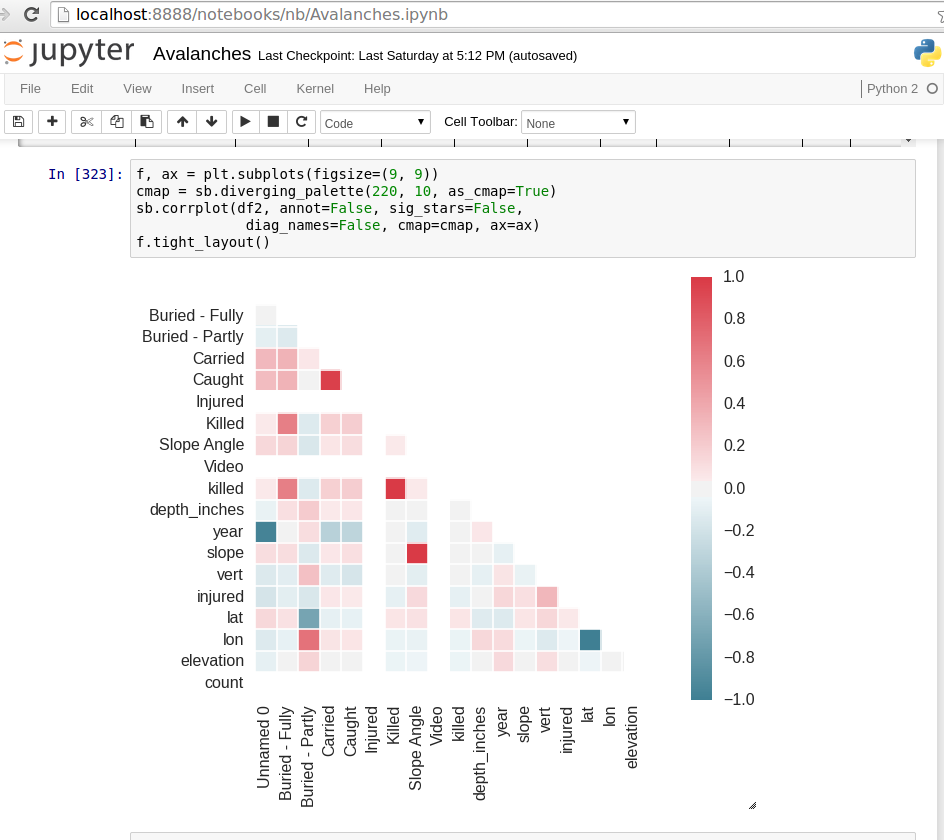 localhost:8888/notebooks/nb/Avalanches.ipynb
jupyter Avalanches Last Checkpoint: Last Saturday at 5:12 PM (autosaved)
File Edit View Insert Cell Kernel Help Python 2
Code Cell Toolbar: None
In [323]: f, ax = plt.subplots(figsize=(9, 9))
cmap = sb.diverging_palette(220, 10, as_cmap=True)
sb.corrplot(df2, annot=False, sig_stars=False,
diag_names=False, cmap=cmap, ax=ax)
f.tight_layout()
Buried - Fully
Buried - Partly
Carried
Caught
Injured
Killed
Slope Angle
Video
killed
depth_inches
year
slope
vert
injured
lat
lon
elevation
count
Unnamed 0
Buried - Fully
Buried - Partly
Carried
Caught
Injured
Killed
Slope Angle
Video
killed
depth_inches
year
slope
vert
injured
lat
lon
elevation
1.0
0.8
0.6
0.4
0.2
0.0
−0.2
−0.4
−0.6
−0.8
−1.0